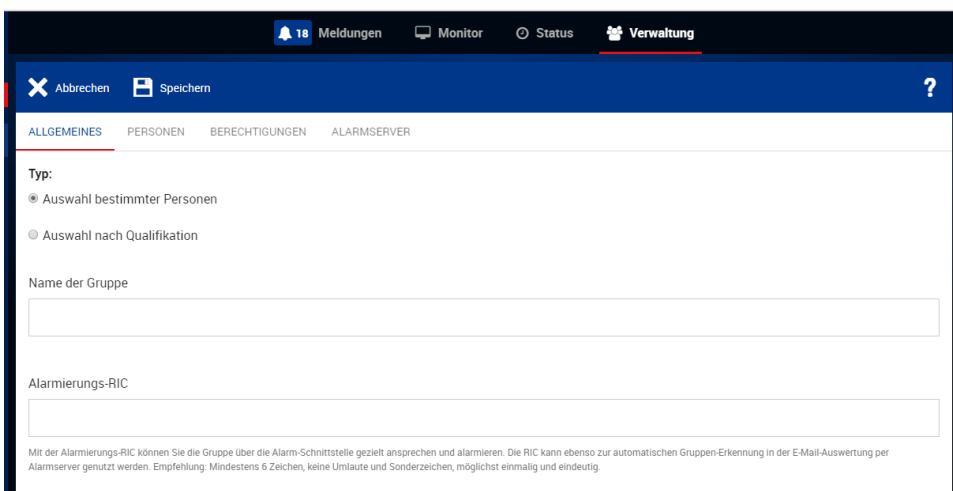 18 Meldungen Monitor Status Verwaltung
Abbrechen Speichern ?
ALLGEMEINES PERSONEN BERECHTIGUNGEN ALARMSERVER
Typ:
Auswahl bestimmter Personen
Auswahl nach Qualifikation
Name der Gruppe
Alarmierungs-RIC
Mit der Alarmierungs-RIC können Sie die Gruppe über die Alarm-Schnittstelle gezielt ansprechen und alarmieren. Die RIC kann ebenso zur automatischen Gruppen-Erkennung in der E-Mail-Auswertung per
Alarmserver genutzt werden. Empfehlung: Mindestens 6 Zeichen, keine Umlaute und Sonderzeichen, möglichst einmalig und eindeutig.